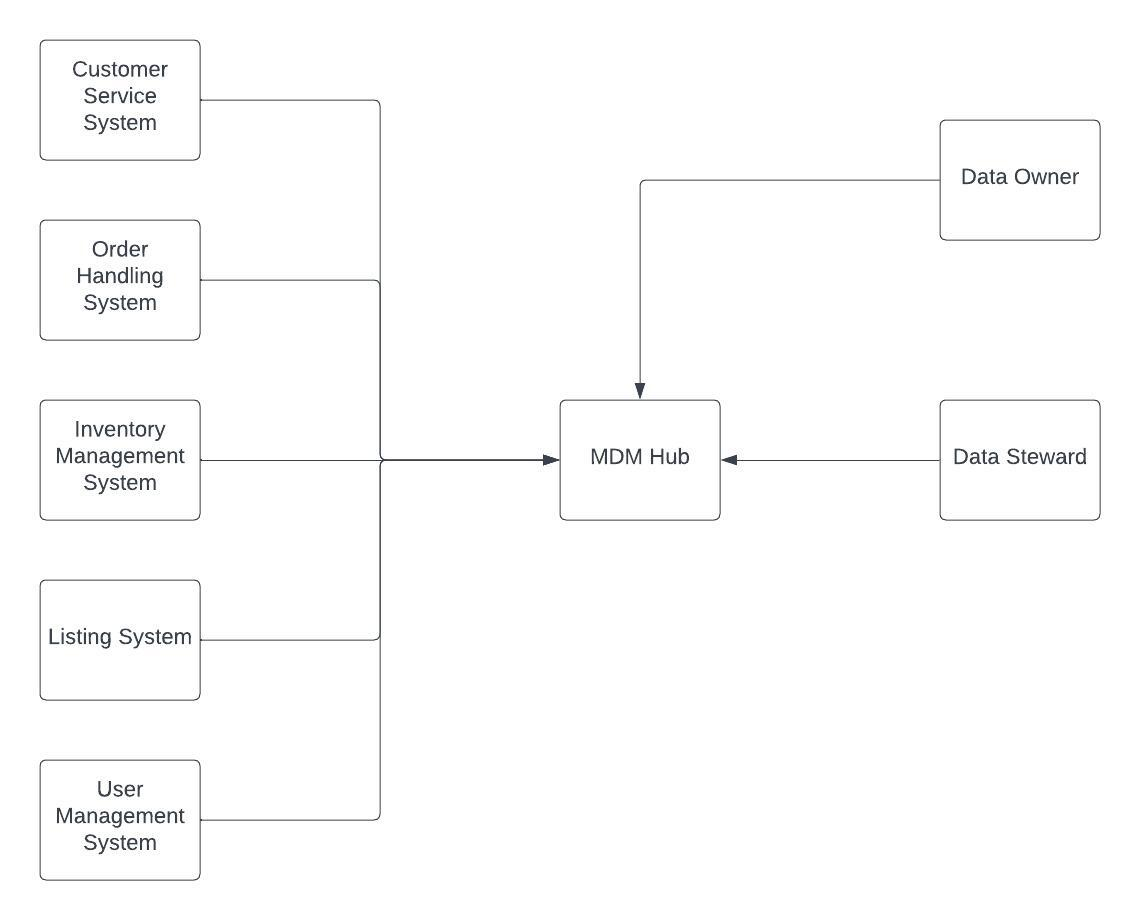 Customer
Service
System
Order
Handling
System
Inventory
Management
System
Listing System
User
Management
System
MDM Hub
Data Owner
Data Steward